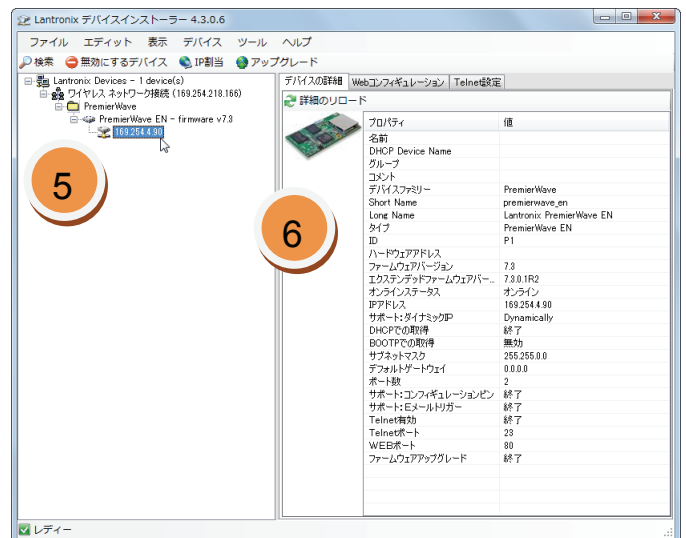 Lantronix デバイスインストーラー 4.3.0.6
ファイル エディット 表示 デバイス ツール ヘルプ
検索 無効にするデバイス IP割当 アップグレード
Lantronix Devices - 1 device(s)
ワイヤレス ネットワーク接続 (169.254.218.166)
PremierWave
PremierWave EN - firmware v7.3
169.254.4.90
5
デバイスの詳細 Webコンフィギュレーション Telnet設定
詳細のリロード
6
プロパティ 値
名前
DHCP Device Name
グループ
コメント
デバイスファミリー PremierWave
Short Name premierwave_en
Long Name Lantronix PremierWave EN
タイプ PremierWave EN
ID P1
ハードウェアアドレス
ファームウェアバージョン 7.3
エクステンデッドファームウェアバー... 7.3.0.1R2
オンラインステータス オンライン
IPアドレス 169.254.4.90
サポート:ダイナミックIP Dynamically
DHCPでの取得 終了
BOOTPでの取得 無効
サブネットマスク 255.255.0.0
デフォルトゲートウェイ 0.0.0.0
ポート数 2
サポート:コンフィギュレーションピン 終了
サポート:Eメールトリガー 終了
Telnet有効 終了
Telnetポート 23
WEBポート 80
ファームウェアアップグレード 終了
レディー